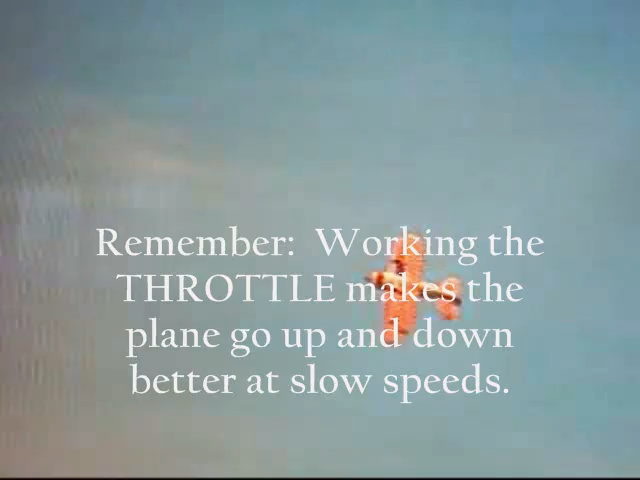 Remember:  Working the
THROTTLE makes the
plane go up and down
better at slow speeds.